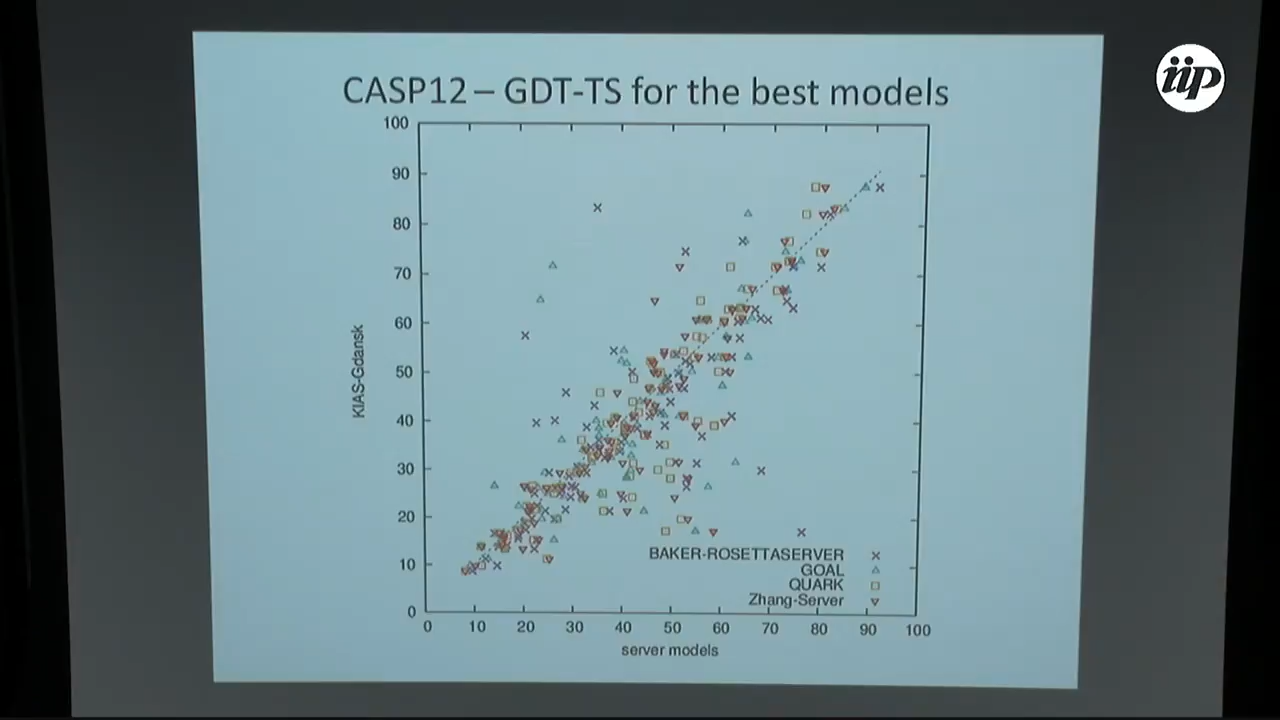 iip
CASP12 – GDT-TS for the best models
100
90
80
70
60
50
40
30
20
10
0
KIAS-Gdansk
BAKER-ROSETTASERVER
GOAL
QUARK
Zhang-Server
0 10 20 30 40 50 60 70 80 90 100
server models